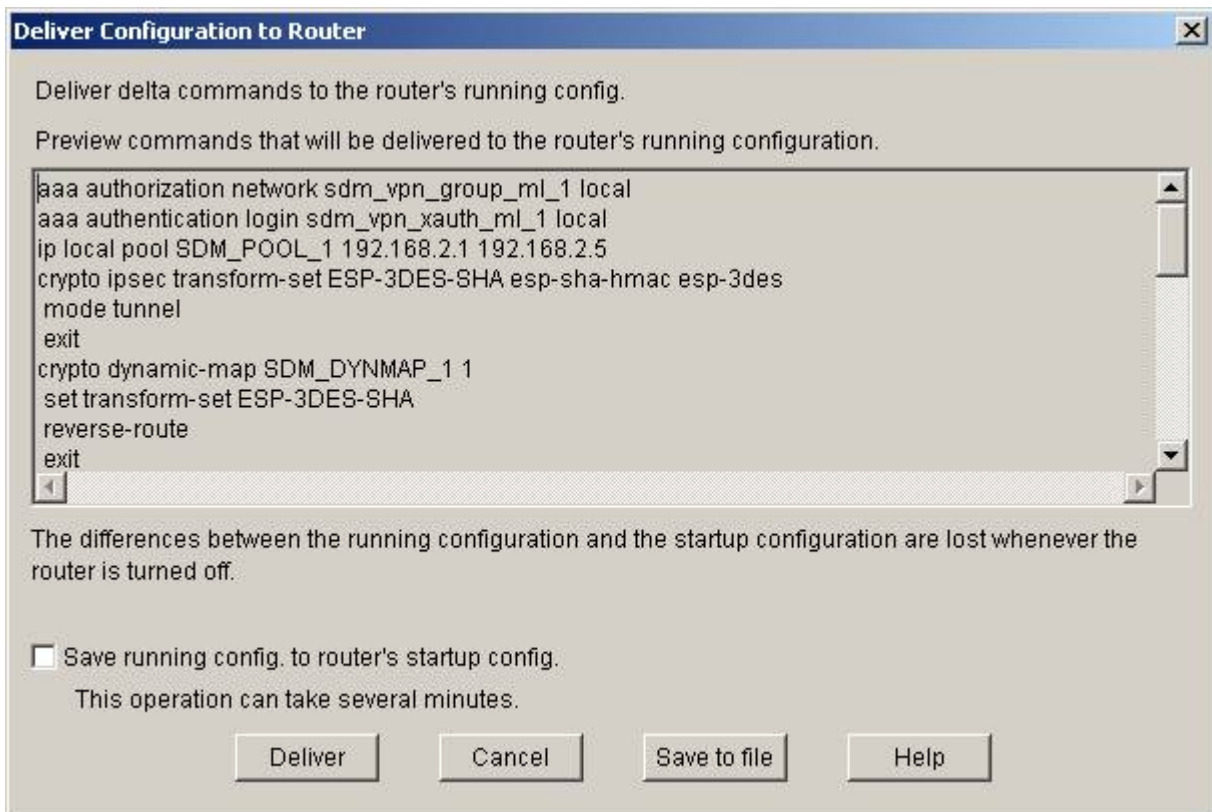 Deliver Configuration to Router
Deliver delta commands to the router's running config.
Preview commands that will be delivered to the router's running configuration.
aaa authorization network sdm_vpn_group_ml_1 local
aaa authentication login sdm_vpn_xauth_ml_1 local
ip local pool SDM_POOL_1 192.168.2.1 192.168.2.5
crypto ipsec transform-set ESP-3DES-SHA esp-sha-hmac esp-3des
mode tunnel
exit
crypto dynamic-map SDM_DYNMAP_1 1
set transform-set ESP-3DES-SHA
reverse-route
exit
The differences between the running configuration and the startup configuration are lost whenever the
router is turned off.
Save running config. to router's startup config.
This operation can take several minutes.
Deliver Cancel Save to file Help